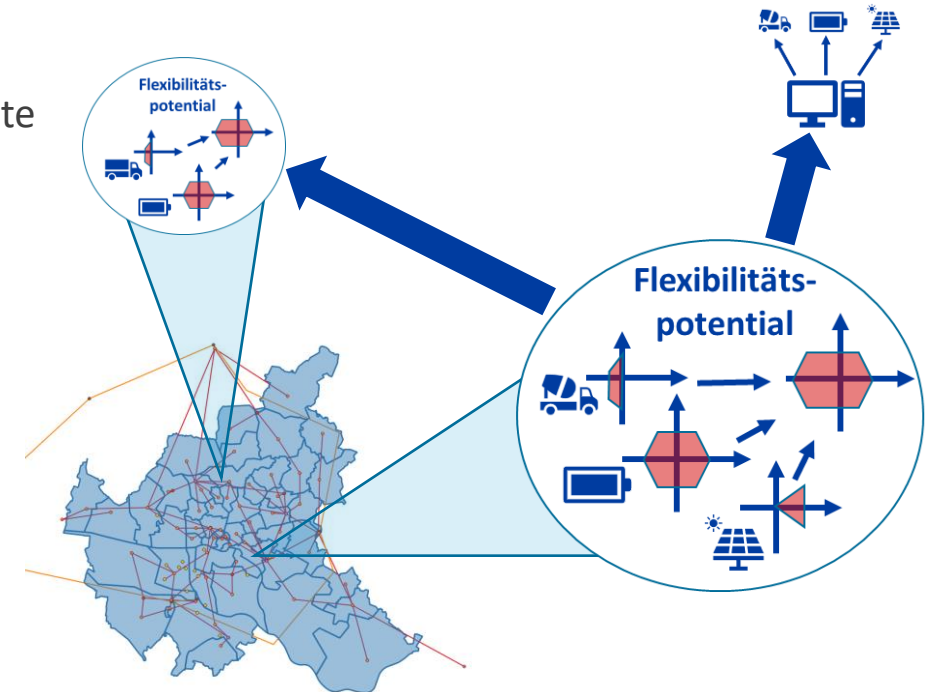 te
Flexibilitäts-
potential
Flexibilitäts-
potential